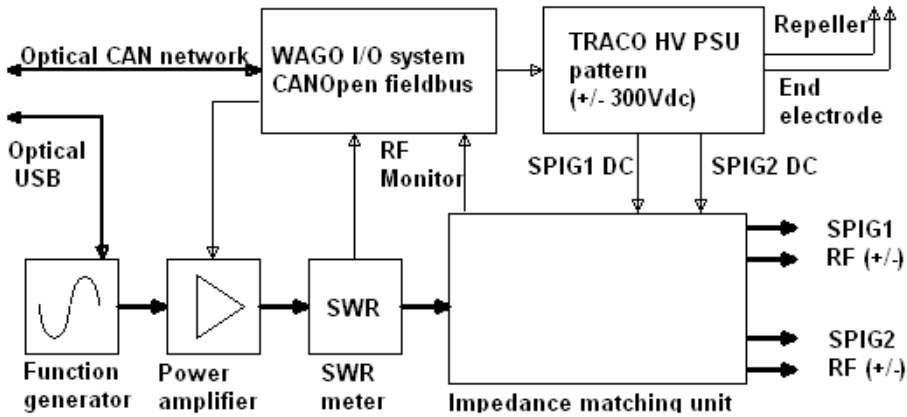 Optical CAN network
WAGO I/O system
CANOpen fieldbus
TRACO HV PSU
pattern
(+/- 300Vdc)
Repeller
End
electrode
Optical
USB
RF
Monitor
SPIG1 DC
SPIG2 DC
SPIG1
RF (+/-)
SPIG2
RF (+/-)
SWR
Function
generator
Power
amplifier
SWR
meter
Impedance matching unit